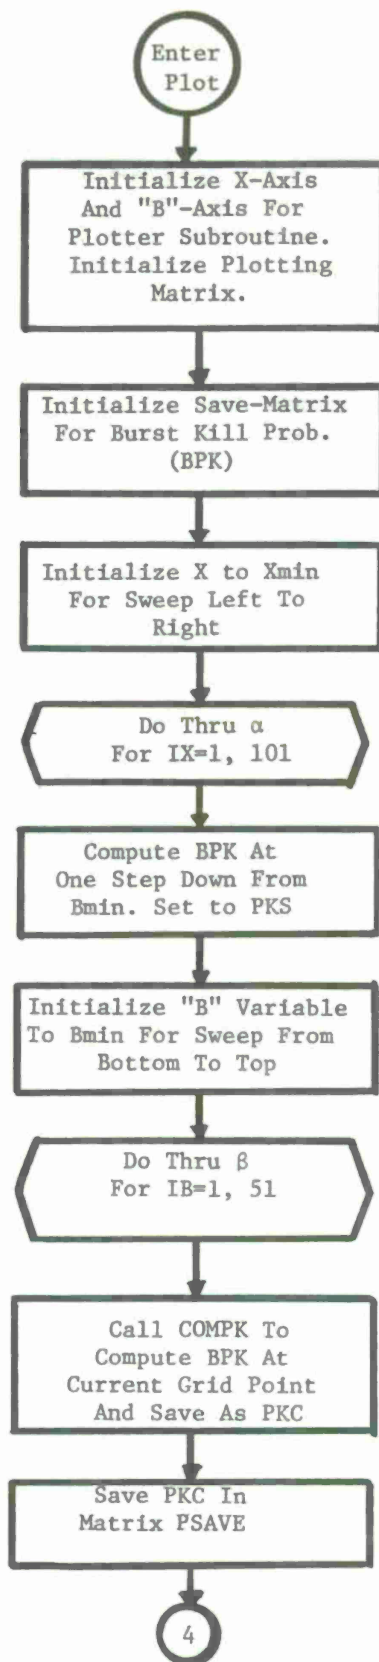 Enter
Plot
Initialize X-Axis
And "B"-Axis For
Plotter Subroutine.
Initialize Plotting
Matrix.
Initialize Save-Matrix
For Burst Kill Prob.
(BPK)
Initialize X to Xmin
For Sweep Left To
Right
Do Thru α
For IX=1, 101
Compute BPK At
One Step Down From
Bmin. Set to PKS
Initialize "B" Variable
To Bmin For Sweep From
Bottom To Top
Do Thru β
For IB=1, 51
Call COMPK To
Compute BPK At
Current Grid Point
And Save As PKC
Save PKC In
Matrix PSAVE
4